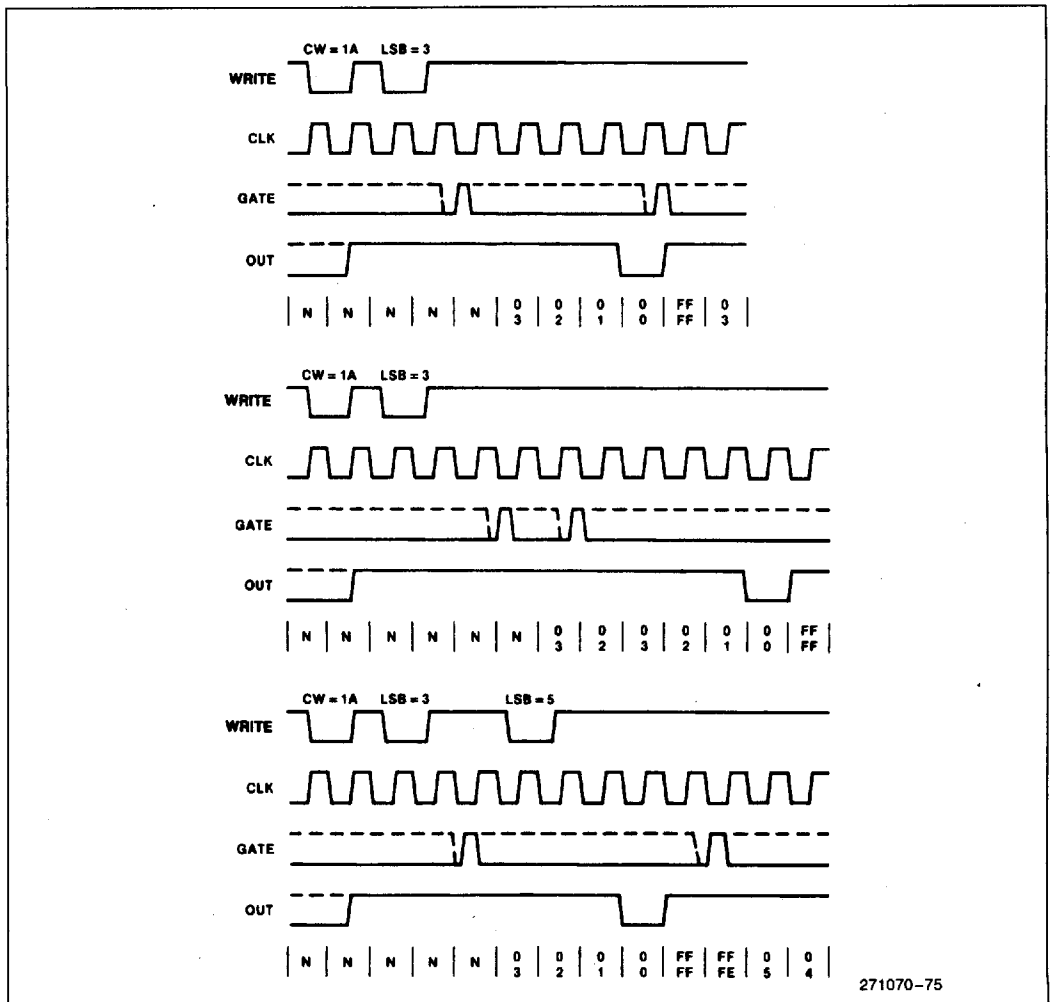 CW = 1A LSB = 3
WRITE
CLK
GATE
OUT
N N N N N 0 0 0 0 FF 0
3 2 1 0 FF 3
CW = 1A LSB = 3
WRITE
CLK
GATE
OUT
N N N N N N 0 0 0 0 0 0 FF
3 2 3 2 1 0 FF
CW = 1A LSB = 3 LSB = 5
WRITE
CLK
GATE
OUT
N N N N N 0 0 0 0 FF FF 0 0
3 2 1 0 FF FE 5 4
271070-75